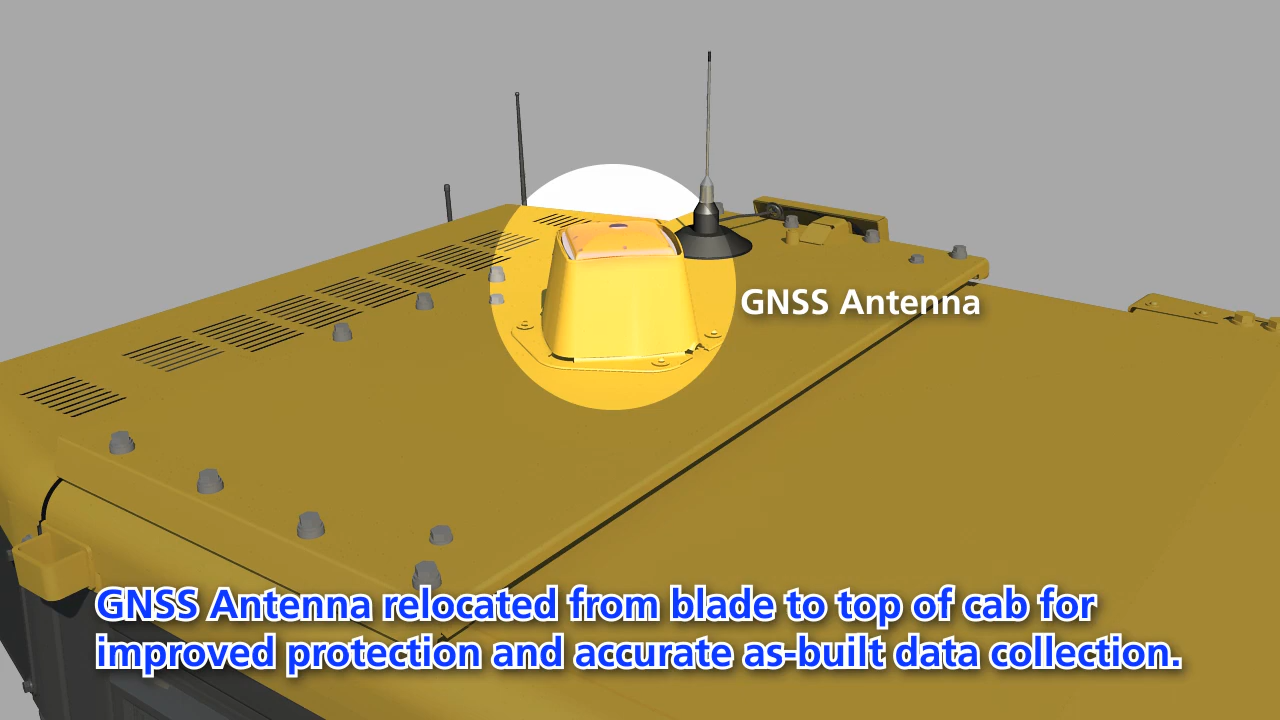 GNSS Antenna
GNSS Antenna relocated from blade to top of cab for
improved protection and accurate as-built data collection.